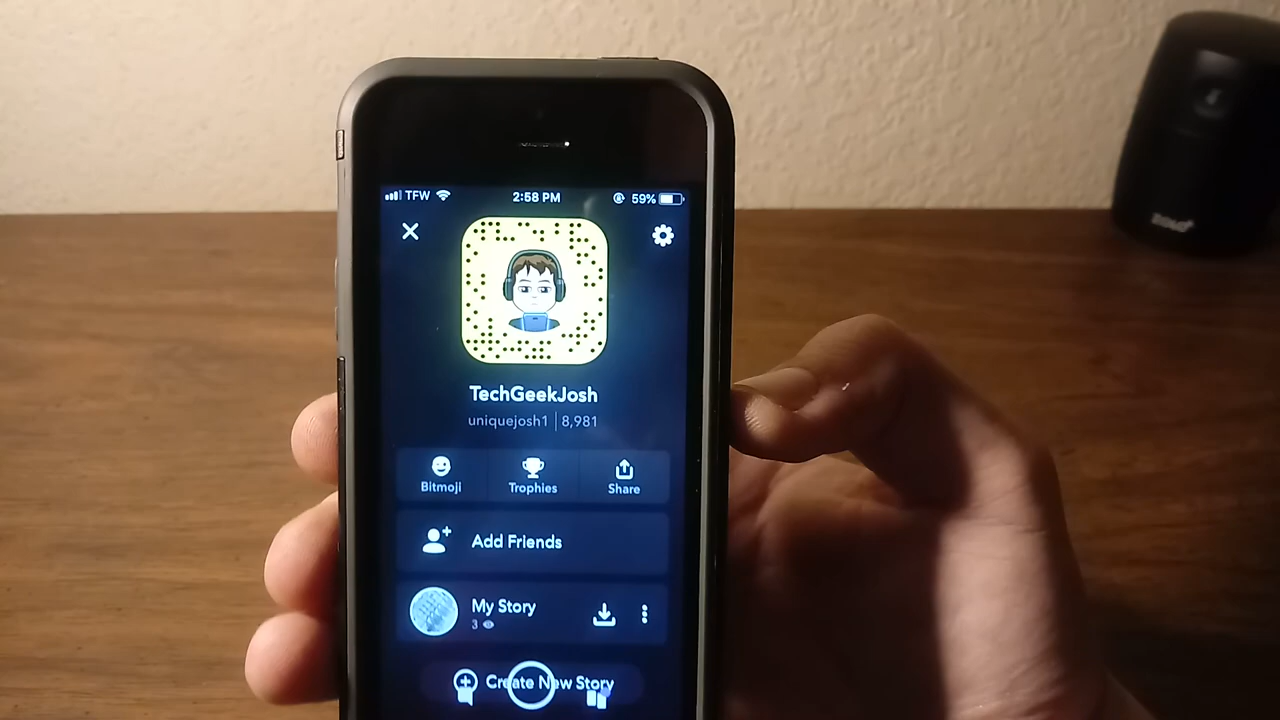 TFW 2:58 PM 59%
TechGeekJosh
uniquejosh1 | 8,981
Bitmoji Trophies Share
Add Friends
My Story
3
Create New Story